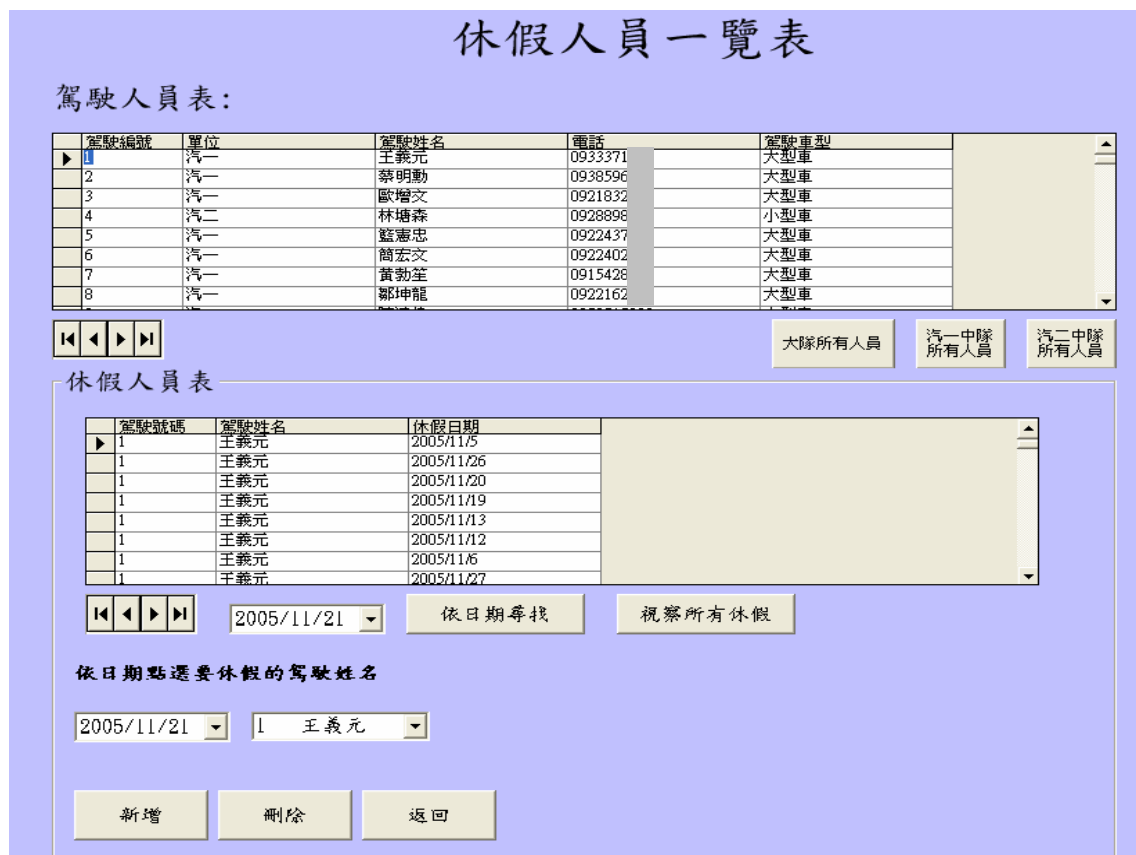 休假人員一覽表
駕駛人員表:
駕駛編號 單位 駕駛姓名 電話 駕駛車型
1 汽一 王義元 0933371 大型車
2 汽一 蔡明勳 0938596 大型車
3 汽一 歐增文 0921832 大型車
4 汽二 林塘森 0928898 小型車
5 汽一 籃憲忠 0922437 大型車
6 汽一 簡宏文 0922402 大型車
7 汽一 黃勃笙 0915428 大型車
8 汽一 鄒坤龍 0922162 大型車
大隊所有人員 汽一中隊 汽二中隊
所有人員 所有人員
休假人員表
駕駛號碼 駕駛姓名 休假日期
1 王義元 2005/11/5
1 王義元 2005/11/26
1 王義元 2005/11/20
1 王義元 2005/11/19
1 王義元 2005/11/13
1 王義元 2005/11/12
1 王義元 2005/11/6
1 王義元 2005/11/27
2005/11/21 依日期尋找 視察所有休假
依日期點選要休假的駕駛姓名
2005/11/21 1 王義元
新增 刪除 返回